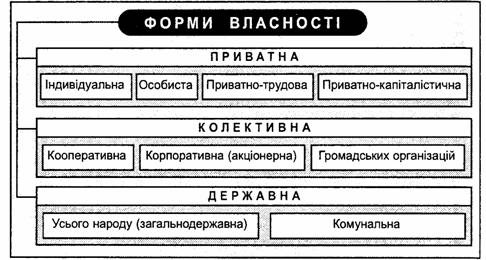 ФОРМИ ВЛАСНОСТІ
ПРИВАТНА
Індивідуальна Особиста Приватно-трудова Приватно-капіталістична
КОЛЕКТИВНА
Кооперативна Корпоративна (акціонерна) Громадських організацій
ДЕРЖАВНА
Усього народу (загальнодержавна) Комунальна